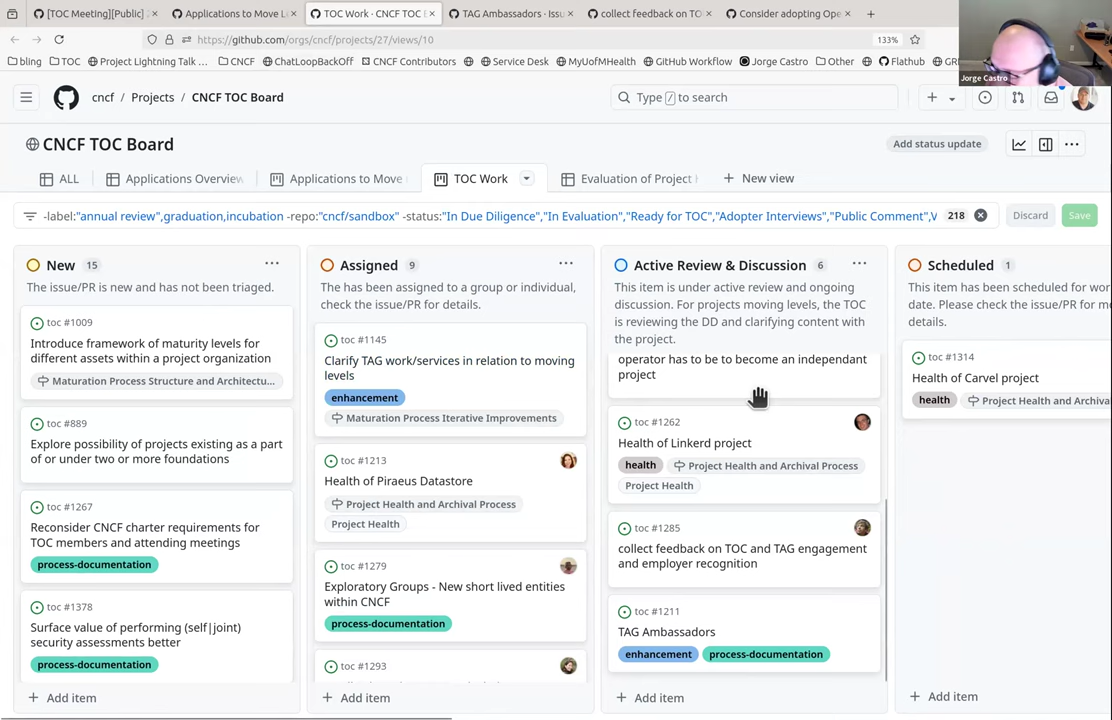 [TOC Meeting][Public]
Applications to Move L
TOC Work · CNCF TOC B
TAG Ambassadors · Issu
collect feedback on TO
Consider adopting Ope
https://github.com/orgs/cncf/projects/27/views/10
133%
bling
TOC
Project Lightning Talk ...
CNCF
ChatLoopBackOff
CNCF Contributors
Service Desk
MyUofMHealth
GitHub Workflow
Jorge Castro
Other
Flathub
GR
Jorge Castro
cncf / Projects / CNCF TOC Board
Type / to search
CNCF TOC Board
Add status update
ALL
Applications Overview
Applications to Move
TOC Work
Evaluation of Project
New view
-label:"annual review",graduation,incubation -repo:"cncf/sandbox" -status:"In Due Diligence","In Evaluation","Ready for TOC","Adopter Interviews","Public Comment",V
218
Discard
Save
New 15
The issue/PR is new and has not been triaged.
toc #1009
Introduce framework of maturity levels for
different assets within a project organization
Maturation Process Structure and Architectu...
toc #889
Explore possibility of projects existing as a part
of or under two or more foundations
toc #1267
Reconsider CNCF charter requirements for
TOC members and attending meetings
process-documentation
toc #1378
Surface value of performing (self|joint)
security assessments better
process-documentation
Add item
Assigned 9
The has been assigned to a group or individual,
check the issue/PR for details.
toc #1145
Clarify TAG work/services in relation to moving
levels
enhancement
Maturation Process Iterative Improvements
toc #1213
Health of Piraeus Datastore
Project Health and Archival Process
Project Health
toc #1279
Exploratory Groups - New short lived entities
within CNCF
process-documentation
toc #1293
Add item
Active Review & Discussion 6
This item is under active review and ongoing
discussion. For projects moving levels, the TOC
is reviewing the DD and clarifying content with
the project.
operator has to be to become an independant
project
toc #1262
Health of Linkerd project
health
Project Health and Archival Process
Project Health
toc #1285
collect feedback on TOC and TAG engagement
and employer recognition
toc #1211
TAG Ambassadors
enhancement
process-documentation
Add item
Scheduled 1
This item has been scheduled for wor
date. Please check the issue/PR for m
details.
toc #1314
Health of Carvel project
health
Project Health and Archiva
Add item